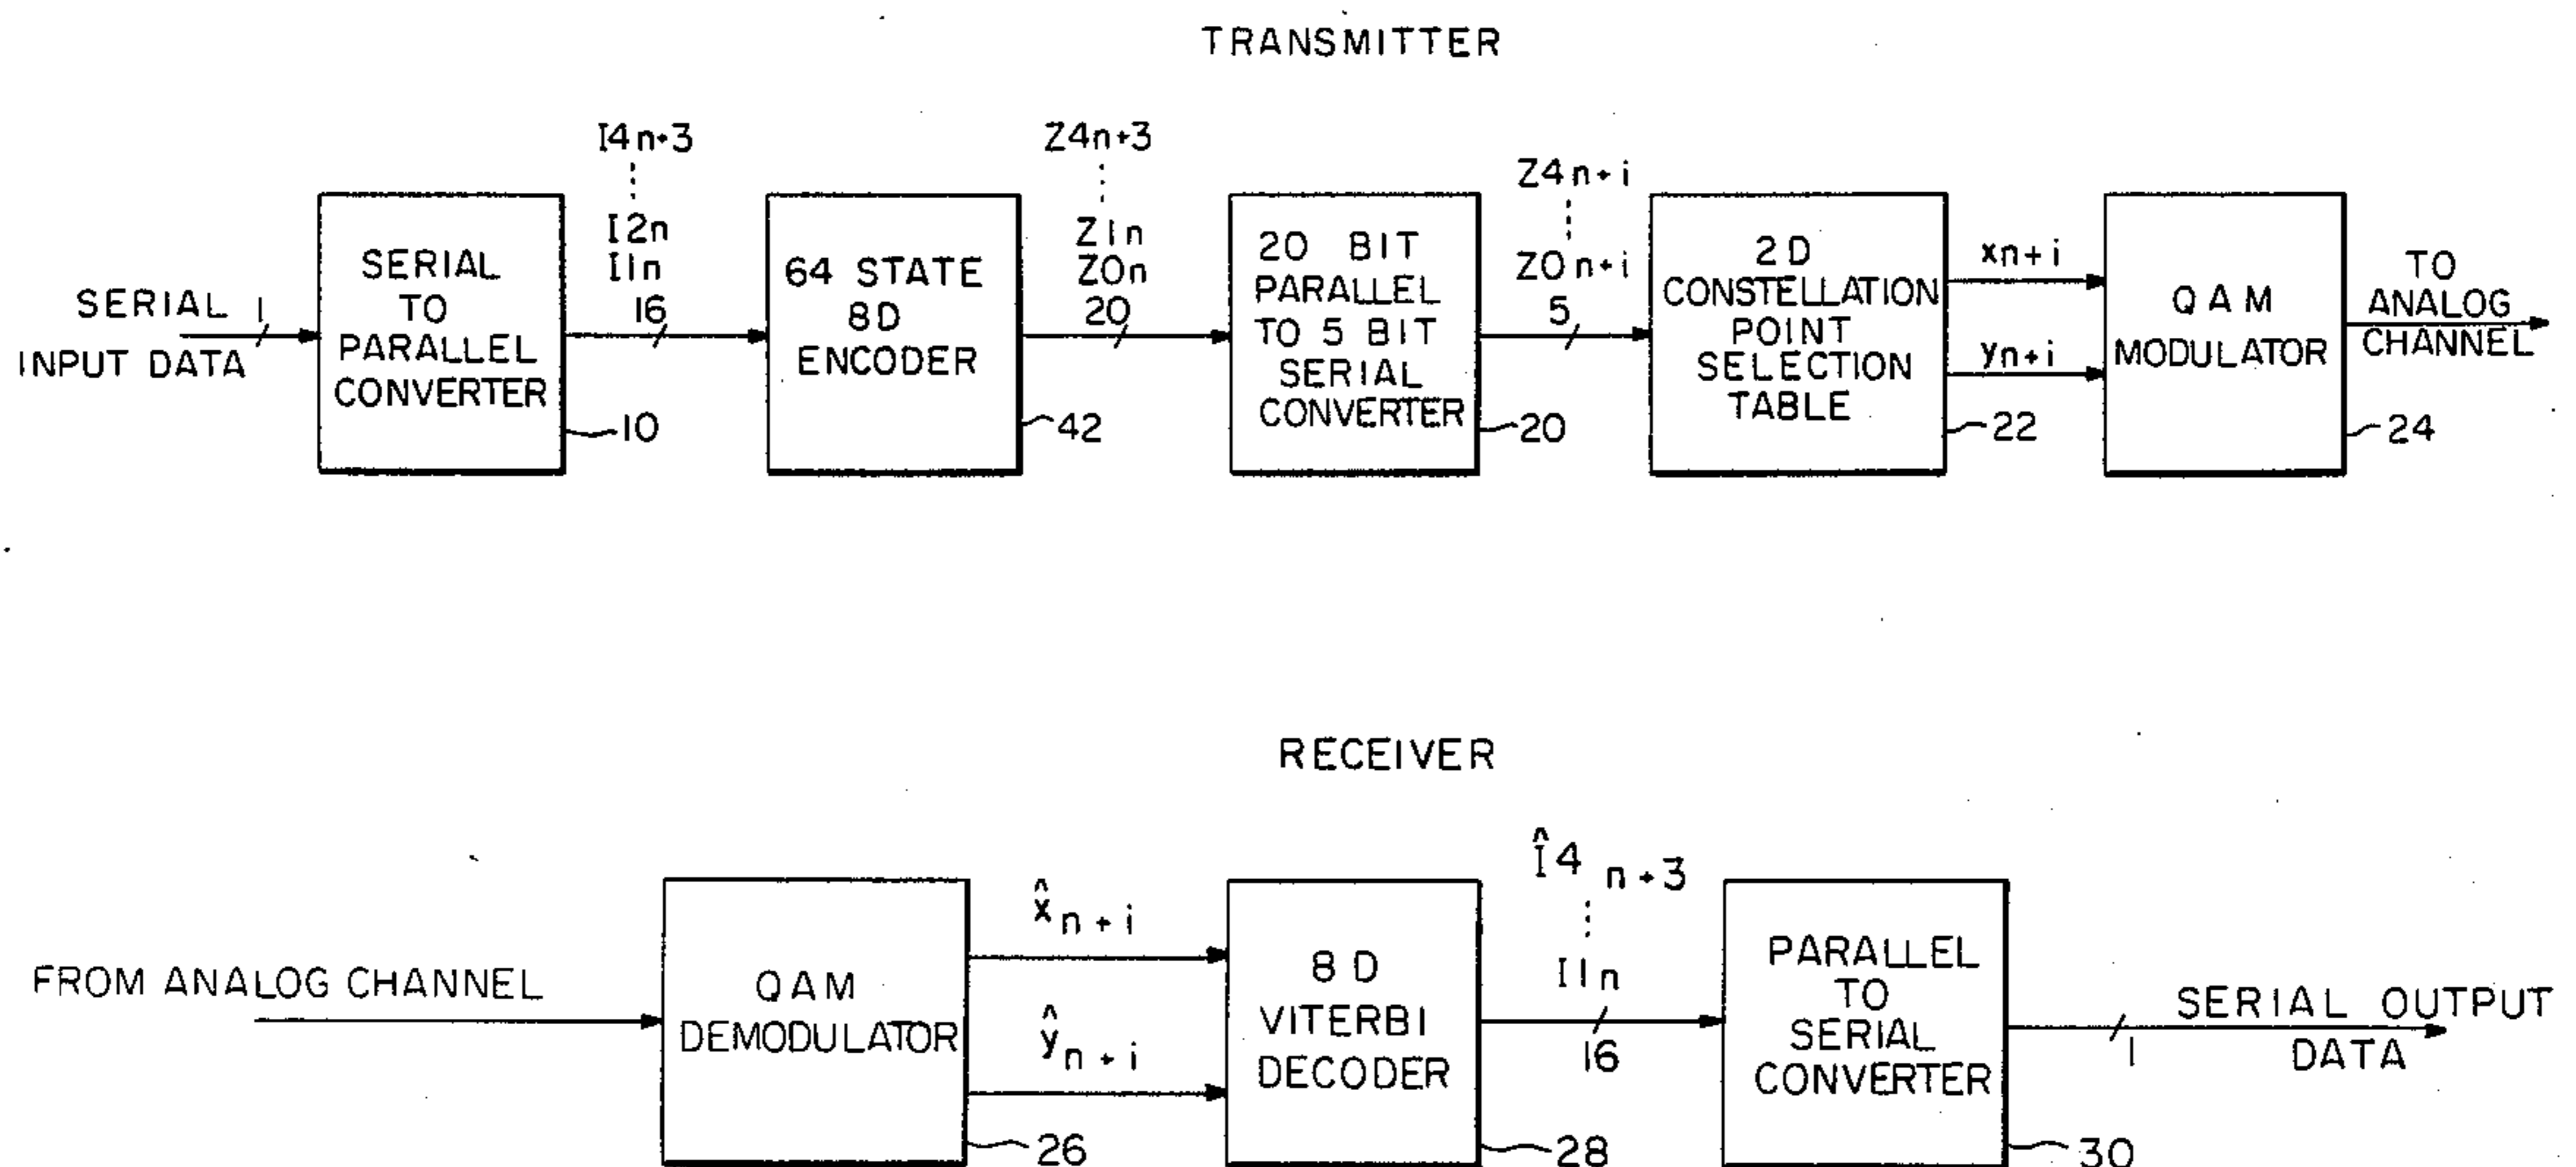 TRANSMITTER
SERIAL 1
INPUT DATA
SERIAL
TO
PARALLEL
CONVERTER
10
I4n+3
I2n
I1n
16
64 STATE
8D
ENCODER
42
Z4n+3
Z1n
Z0n
20
20 BIT
PARALLEL
TO 5 BIT
SERIAL
CONVERTER
20
Z4n+i
Z0n+i
5
2D
CONSTELLATION
POINT
SELECTION
TABLE
22
xn+i
yn+i
QAM
MODULATOR
24
TO
ANALOG
CHANNEL
RECEIVER
FROM ANALOG CHANNEL
QAM
DEMODULATOR
26
x̂n+i
ŷn+i
8D
VITERBI
DECODER
28
Î4n+3
I1n
16
PARALLEL
TO
SERIAL
CONVERTER
30
SERIAL OUTPUT
1
DATA